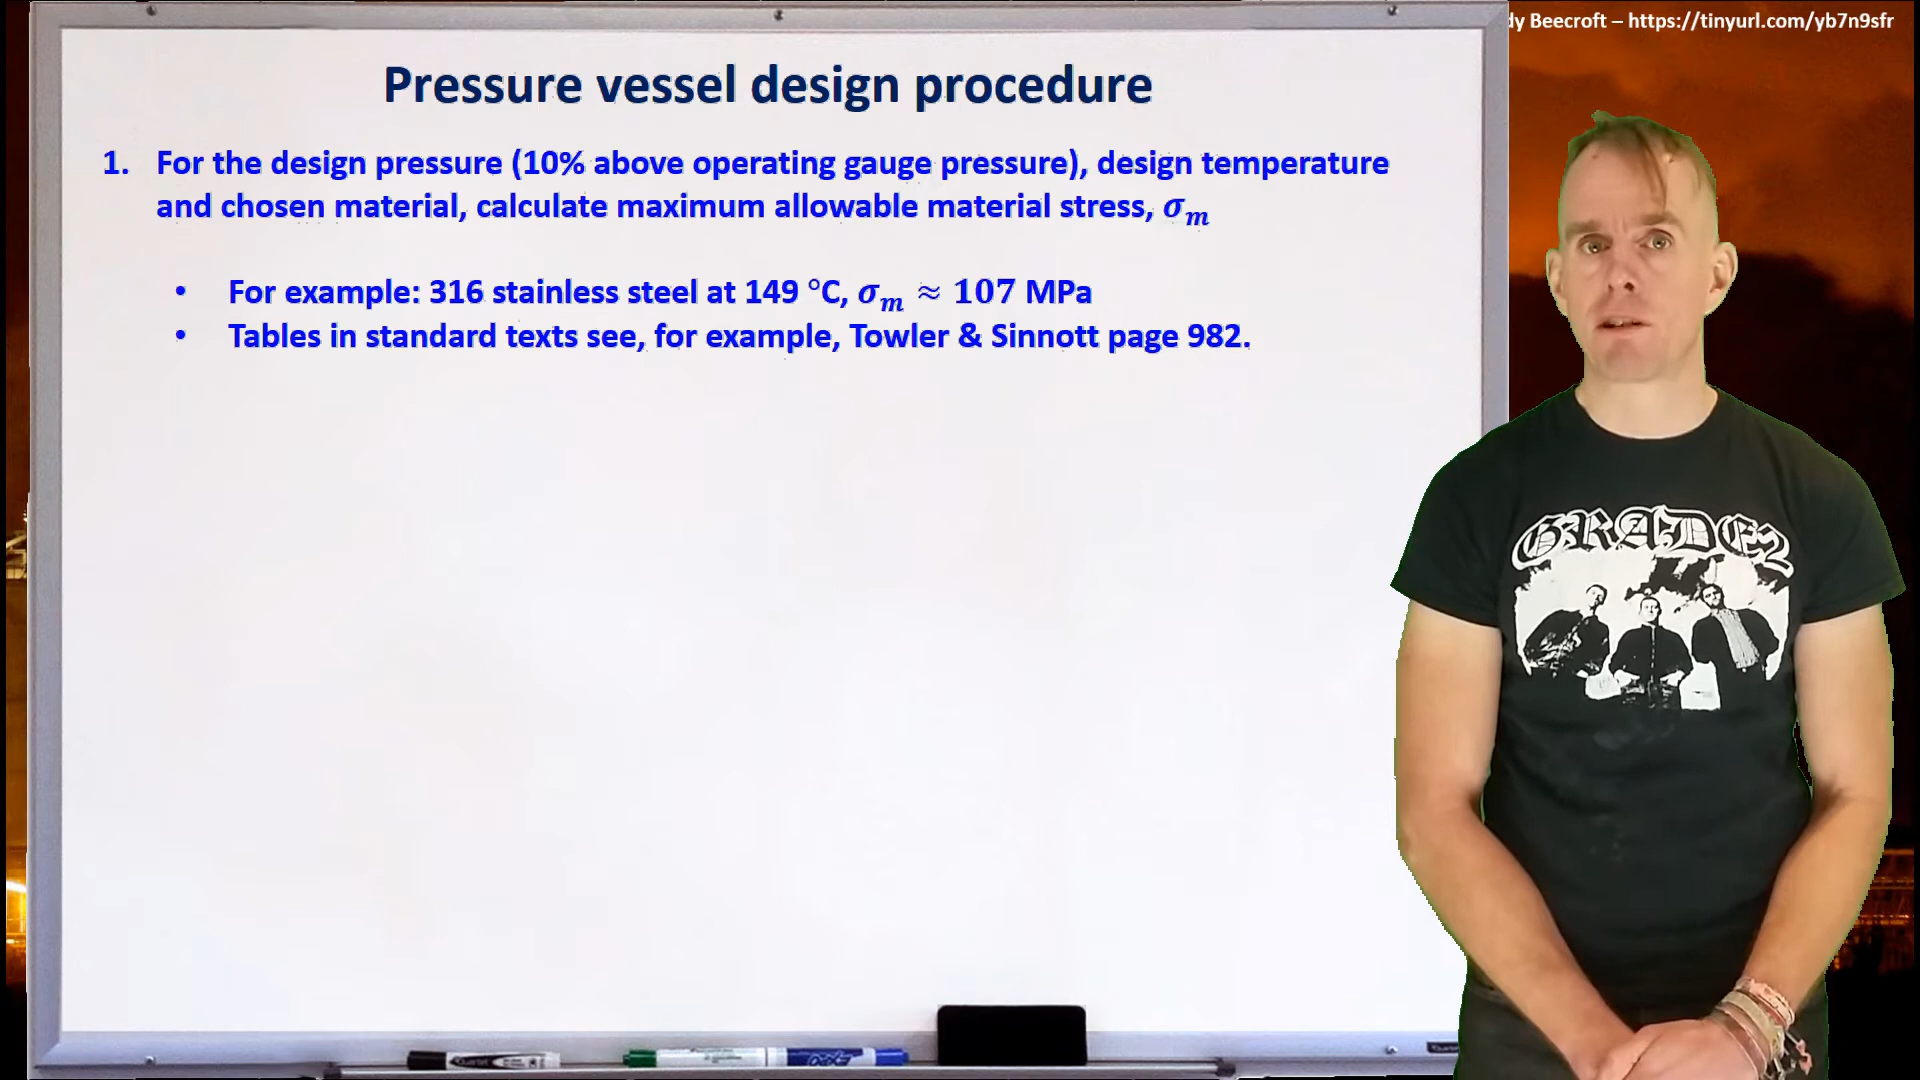 dy Beecroft – https://tinyurl.com/yb7n9sfr
Pressure vessel design procedure
1. For the design pressure (10% above operating gauge pressure), design temperature
and chosen material, calculate maximum allowable material stress, σₘ
• For example: 316 stainless steel at 149 °C, σₘ ≈ 107 MPa
• Tables in standard texts see, for example, Towler & Sinnott page 982.
GRADE2